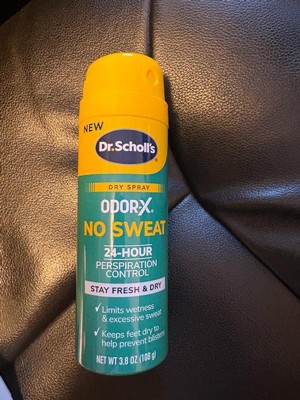 NEW
Dr.Scholl's®
DRY SPRAY
ODOR-X®
NO SWEAT
24-HOUR
PERSPIRATION
CONTROL
STAY FRESH & DRY
✓ Limits wetness
& excessive sweat
✓ Keeps feet dry to
help prevent blisters
NET WT 3.8 OZ (108 g)